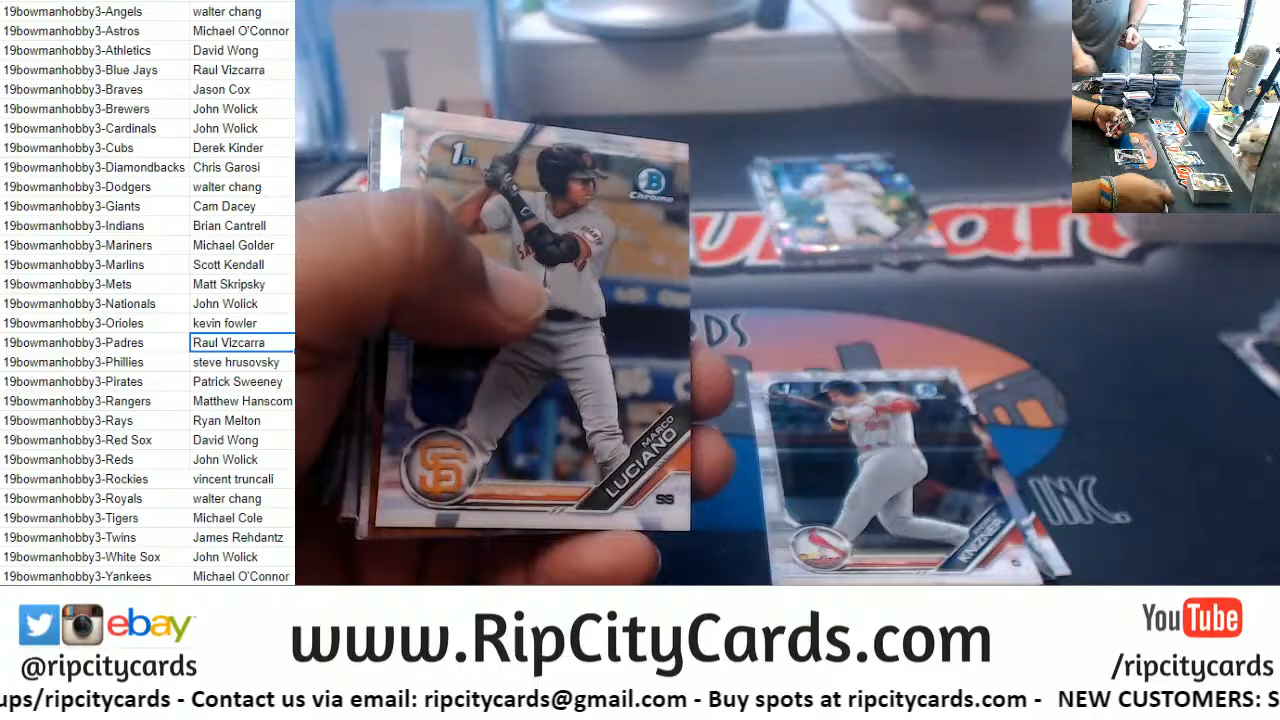 19bowmanhobby3-Angels walter chang
19bowmanhobby3-Astros Michael O'Connor
19bowmanhobby3-Athletics David Wong
19bowmanhobby3-Blue Jays Raul Vizcarra
19bowmanhobby3-Braves Jason Cox
19bowmanhobby3-Brewers John Wolick
19bowmanhobby3-Cardinals John Wolick
19bowmanhobby3-Cubs Derek Kinder
19bowmanhobby3-Diamondbacks Chris Garosi
19bowmanhobby3-Dodgers walter chang
19bowmanhobby3-Giants Cam Dacey
19bowmanhobby3-Indians Brian Cantrell
19bowmanhobby3-Mariners Michael Golder
19bowmanhobby3-Marlins Scott Kendall
19bowmanhobby3-Mets Matt Skripsky
19bowmanhobby3-Nationals John Wolick
19bowmanhobby3-Orioles kevin fowler
19bowmanhobby3-Padres Raul Vizcarra
19bowmanhobby3-Phillies steve hrusovsky
19bowmanhobby3-Pirates Patrick Sweeney
19bowmanhobby3-Rangers Matthew Hanscom
19bowmanhobby3-Rays Ryan Melton
19bowmanhobby3-Red Sox David Wong
19bowmanhobby3-Reds John Wolick
19bowmanhobby3-Rockies vincent truncali
19bowmanhobby3-Royals walter chang
19bowmanhobby3-Tigers Michael Cole
19bowmanhobby3-Twins James Rehdantz
19bowmanhobby3-White Sox John Wolick
19bowmanhobby3-Yankees Michael O'Connor
1ST
B
Chrome
SF
MARCO
LUCIANO
SS
KNIZNER
C
INC.
ebay
@ripcitycards
www.RipCityCards.com
YouTube
/ripcitycards
ups/ripcitycards - Contact us via email: ripcitycards@gmail.com - Buy spots at ripcitycards.com - NEW CUSTOMERS: S